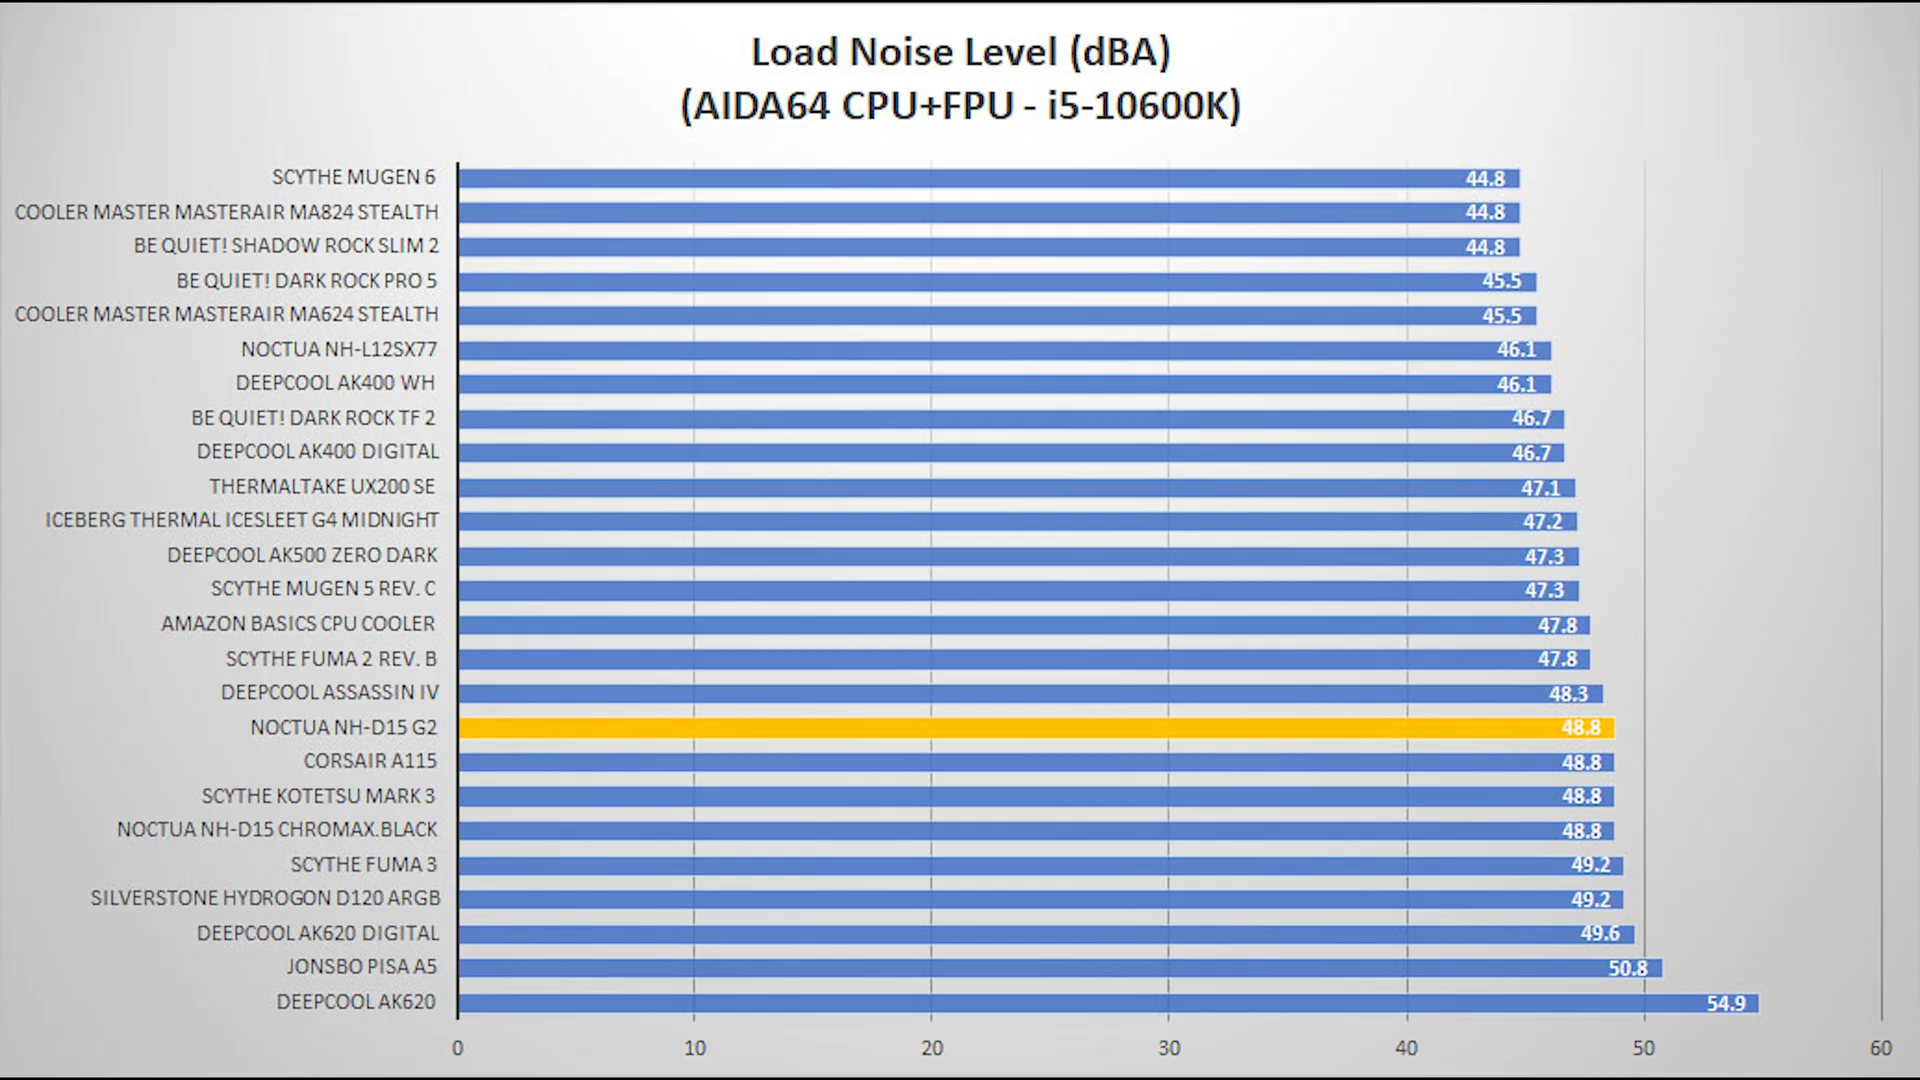 Load Noise Level (dBA)
(AIDA64 CPU+FPU - i5-10600K)
SCYTHE MUGEN 6 44.8
COOLER MASTER MASTERAIR MA824 STEALTH 44.8
BE QUIET! SHADOW ROCK SLIM 2 44.8
BE QUIET! DARK ROCK PRO 5 45.5
COOLER MASTER MASTERAIR MA624 STEALTH 45.5
NOCTUA NH-L12SX77 46.1
DEEPCOOL AK400 WH 46.1
BE QUIET! DARK ROCK TF 2 46.7
DEEPCOOL AK400 DIGITAL 46.7
THERMALTAKE UX200 SE 47.1
ICEBERG THERMAL ICESLEET G4 MIDNIGHT 47.2
DEEPCOOL AK500 ZERO DARK 47.3
SCYTHE MUGEN 5 REV. C 47.3
AMAZON BASICS CPU COOLER 47.8
SCYTHE FUMA 2 REV. B 47.8
DEEPCOOL ASSASSIN IV 48.3
NOCTUA NH-D15 G2 48.8
CORSAIR A115 48.8
SCYTHE KOTETSU MARK 3 48.8
NOCTUA NH-D15 CHROMAX.BLACK 48.8
SCYTHE FUMA 3 49.2
SILVERSTONE HYDROGON D120 ARGB 49.2
DEEPCOOL AK620 DIGITAL 49.6
JONSBO PISA A5 50.8
DEEPCOOL AK620 54.9
0 10 20 30 40 50 60